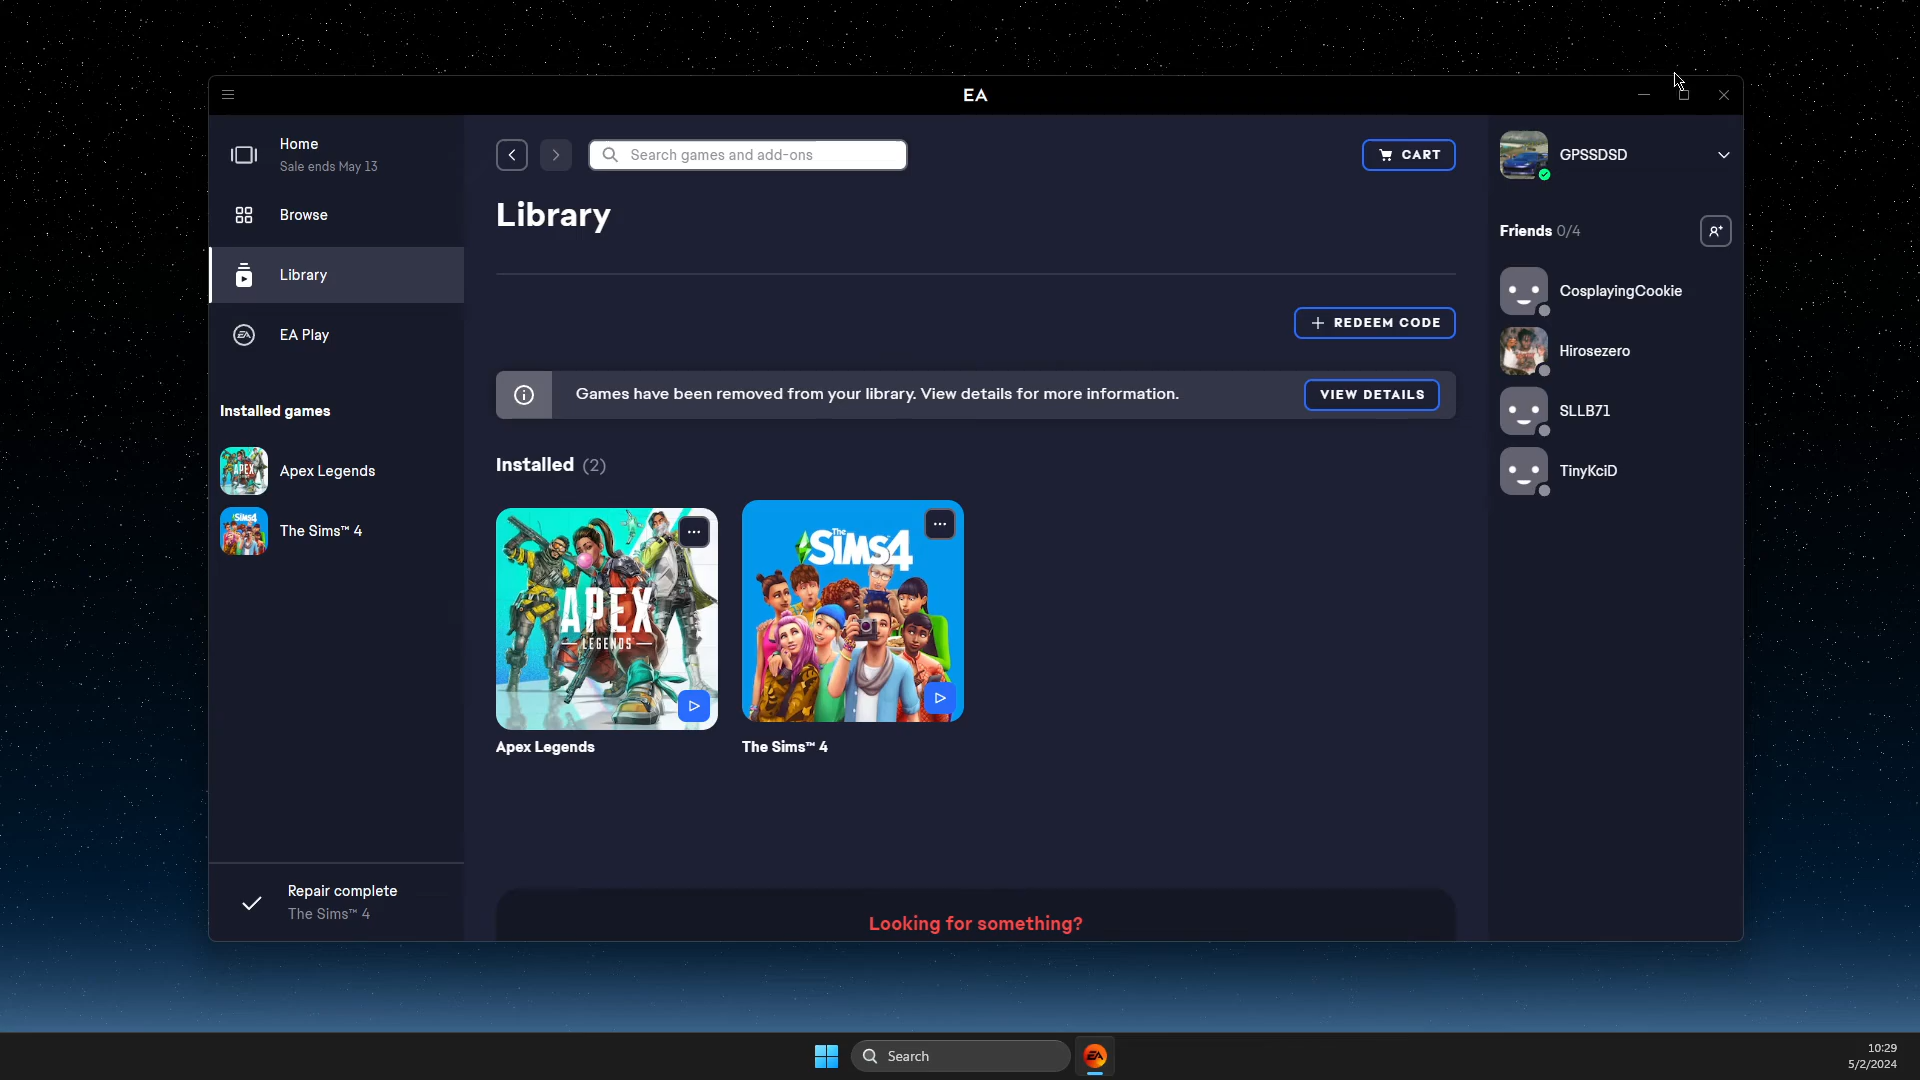 EA
Home
Sale ends May 13
Browse
Library
EA Play
Installed games
Apex Legends
The Sims™ 4
Repair complete
The Sims™ 4
Search games and add-ons
CART
Library
REDEEM CODE
Games have been removed from your library. View details for more information.
VIEW DETAILS
Installed (2)
APEX
LEGENDS
The
SIMS4
Apex Legends
The Sims™ 4
Looking for something?
GPSSDSD
Friends 0/4
CosplayingCookie
Hirosezero
SLLB71
TinyKciD
Search
EA
10:29
5/2/2024